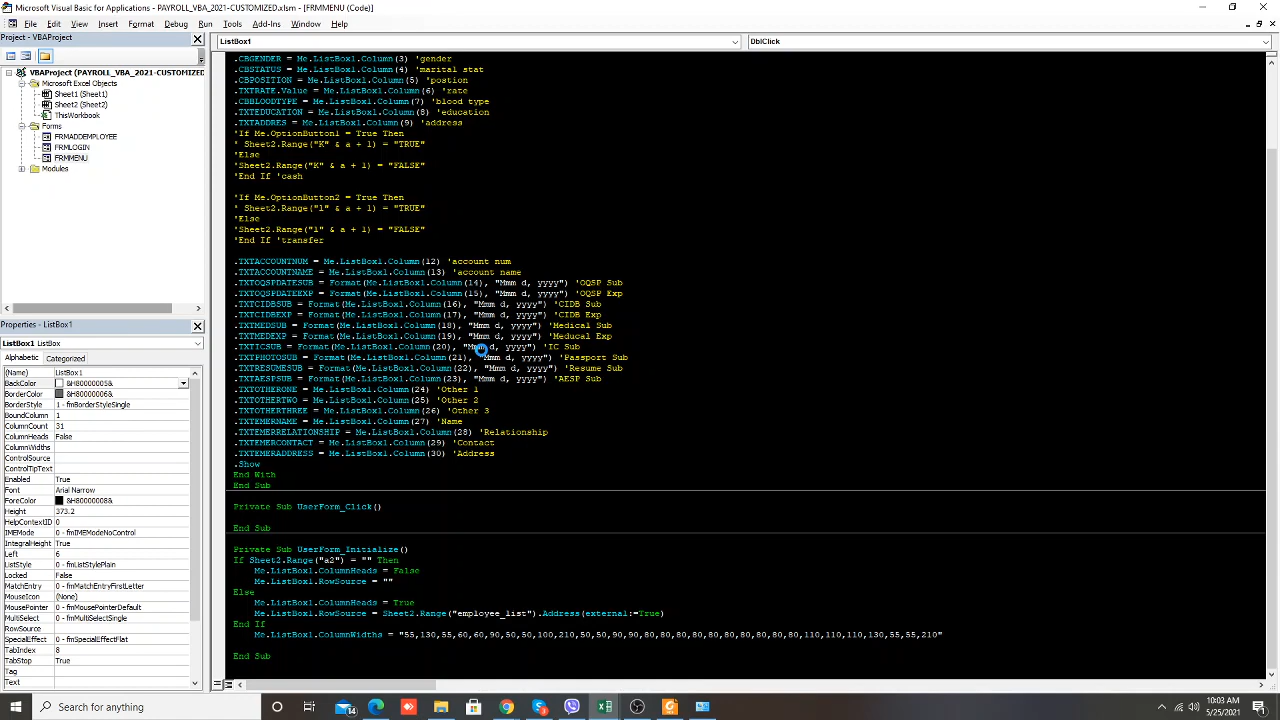 Microsoft Visual Basic for Applications - PAYROLL_VBA_2021-CUSTOMIZED.xlsm - [FRMMENU (Code)]
File Edit View Insert Format Debug Run Tools Add-Ins Window Help
Project - VBAProject
VBAProject (PAYROLL_VBA_2021-CUSTOMIZED
Microsoft Excel Objects
Sheet1 (Sheet1)
Sheet2 (Sheet2)
ThisWorkbook
Forms
FRMADDEMPLOYEE
FRMLOGIN
FRMMENU
Modules
Properties - ListBox1
ListBox1 ListBox
Alphabetic Categorized
(Name) ListBox1
BackColor &H80000005&
BorderColor &H80000006&
BorderStyle 1 - fmBorderStyleSingle
BoundColumn 1
ColumnCount 31
ColumnHeads False
ColumnWidths
ControlSource
ControlTipText
Enabled True
Font Arial Narrow
ForeColor &H80000008&
Height 373.2
HelpContextID 0
IMEMode 0 - fmIMEModeNoControl
IntegralHeight True
Left 6
ListStyle 0 - fmListStylePlain
Locked False
MatchEntry 0 - fmMatchEntryFirstLetter
MouseIcon (None)
MousePointer 0 - fmMousePointerDefault
MultiSelect 0 - fmMultiSelectSingle
RowSource
SpecialEffect 0 - fmSpecialEffectFlat
TabIndex 8
TabStop True
Tag
Text
ListBox1 DblClick
.CBGENDER = Me.ListBox1.Column(3) 'gender
.CBSTATUS = Me.ListBox1.Column(4) 'marital stat
.CBPOSITION = Me.ListBox1.Column(5) 'postion
.TXTRATE.Value = Me.ListBox1.Column(6) 'rate
.CBBLOODTYPE = Me.ListBox1.Column(7) 'blood type
.TXTEDUCATION = Me.ListBox1.Column(8) 'education
.TXTADDRES = Me.ListBox1.Column(9) 'address
'If Me.OptionButton1 = True Then
' Sheet2.Range("K" & a + 1) = "TRUE"
'Else
'Sheet2.Range("K" & a + 1) = "FALSE"
'End If 'cash
'If Me.OptionButton2 = True Then
' Sheet2.Range("l" & a + 1) = "TRUE"
'Else
'Sheet2.Range("l" & a + 1) = "FALSE"
'End If 'transfer
.TXTACCOUNTNUM = Me.ListBox1.Column(12) 'account num
.TXTACCOUNTNAME = Me.ListBox1.Column(13) 'account name
.TXTOQSPDATESUB = Format(Me.ListBox1.Column(14), "Mmm d, yyyy") 'OQSP Sub
.TXTOQSPDATEEXP = Format(Me.ListBox1.Column(15), "Mmm d, yyyy") 'OQSP Exp
.TXTCIDBSUB = Format(Me.ListBox1.Column(16), "Mmm d, yyyy") 'CIDB Sub
.TXTCIDBEXP = Format(Me.ListBox1.Column(17), "Mmm d, yyyy") 'CIDB Exp
.TXTMEDSUB = Format(Me.ListBox1.Column(18), "Mmm d, yyyy") 'Medical Sub
.TXTMEDEXP = Format(Me.ListBox1.Column(19), "Mmm d, yyyy") 'Meducal Exp
.TXTICSUB = Format(Me.ListBox1.Column(20), "Mmm d, yyyy") 'IC Sub
.TXTPHOTOSUB = Format(Me.ListBox1.Column(21), "Mmm d, yyyy") 'Passport Sub
.TXTRESUMESUB = Format(Me.ListBox1.Column(22), "Mmm d, yyyy") 'Resume Sub
.TXTAESPSUB = Format(Me.ListBox1.Column(23), "Mmm d, yyyy") 'AESP Sub
.TXTOTHERONE = Me.ListBox1.Column(24) 'Other 1
.TXTOTHERTWO = Me.ListBox1.Column(25) 'Other 2
.TXTOTHERTHREE = Me.ListBox1.Column(26) 'Other 3
.TXTEMERNAME = Me.ListBox1.Column(27) 'Name
.TXTEMERRELATIONSHIP = Me.ListBox1.Column(28) 'Relationship
.TXTEMERCONTACT = Me.ListBox1.Column(29) 'Contact
.TXTEMERADDRESS = Me.ListBox1.Column(30) 'Address
.Show
End With
End Sub
Private Sub UserForm_Click()
End Sub
Private Sub UserForm_Initialize()
If Sheet2.Range("a2") = "" Then
Me.ListBox1.ColumnHeads = False
Me.ListBox1.RowSource = ""
Else
Me.ListBox1.ColumnHeads = True
Me.ListBox1.RowSource = Sheet2.Range("employee_list").Address(external:=True)
End If
Me.ListBox1.ColumnWidths = "55,130,55,60,60,90,50,50,100,210,50,50,90,90,80,80,80,80,80,80,80,80,80,80,110,110,110,130,55,55,210"
End Sub
Type here to search
14
3
10:03 AM
5/25/2021
1